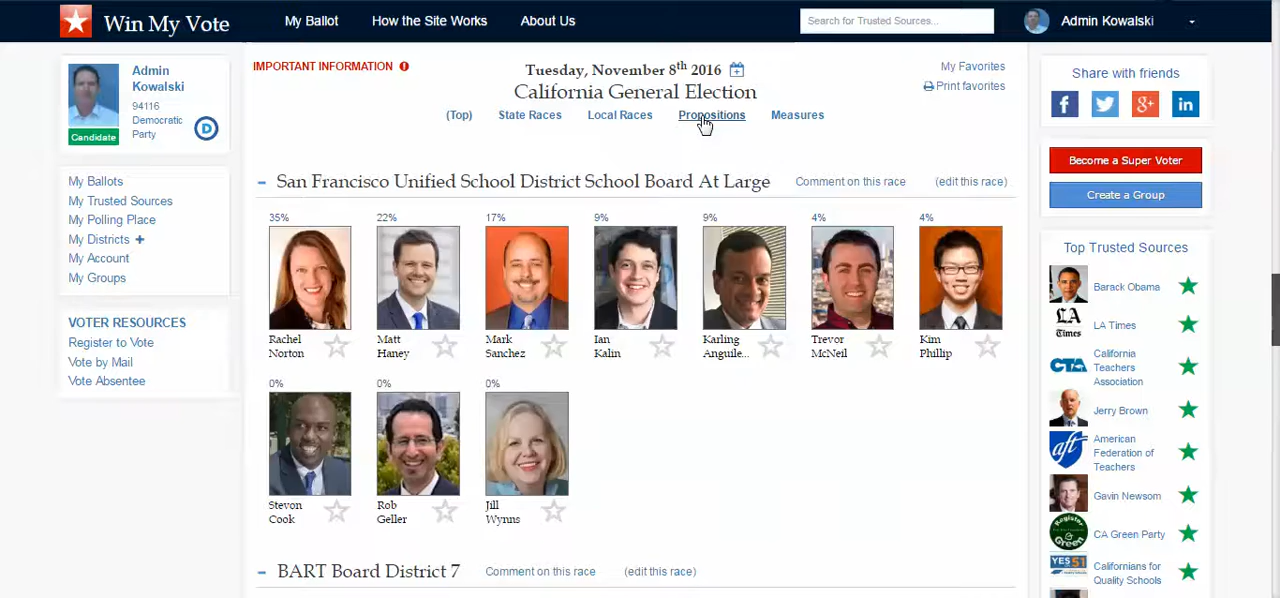 Win My Vote
My Ballot
How the Site Works
About Us
Search for Trusted Sources...
Admin Kowalski
Admin
Kowalski
94116
Democratic
Party
D
Candidate
My Ballots
My Trusted Sources
My Polling Place
My Districts +
My Account
My Groups
VOTER RESOURCES
Register to Vote
Vote by Mail
Vote Absentee
IMPORTANT INFORMATION
Tuesday, November 8th 2016
California General Election
My Favorites
Print favorites
(Top)
State Races
Local Races
Propositions
Measures
San Francisco Unified School District School Board At Large
Comment on this race
(edit this race)
35%
22%
17%
9%
9%
4%
4%
Rachel
Norton
Matt
Haney
Mark
Sanchez
Ian
Kalin
Karling
Anguile...
Trevor
McNeil
Kim
Phillip
0%
0%
0%
Stevon
Cook
Rob
Geller
Jill
Wynns
BART Board District 7
Comment on this race
(edit this race)
Share with friends
f
g+
in
Become a Super Voter
Create a Group
Top Trusted Sources
Barack Obama
LA
Times
LA Times
CTA
California
Teachers
Association
Jerry Brown
aft
American
Federation of
Teachers
Gavin Newsom
Register
Green
CA Green Party
YES51
Californians for
Quality Schools